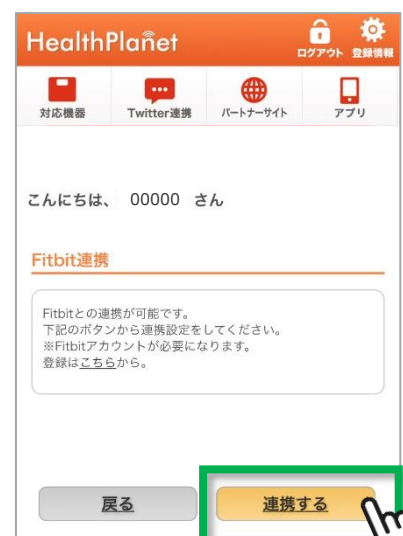 HealthPlanet
ログアウト 登録情報
対応機器 Twitter連携 パートナーサイト アプリ
こんにちは、 00000 さん
Fitbit連携
Fitbitとの連携が可能です。
下記のボタンから連携設定をしてください。
※Fitbitアカウントが必要になります。
登録はこちらから。
戻る 連携する